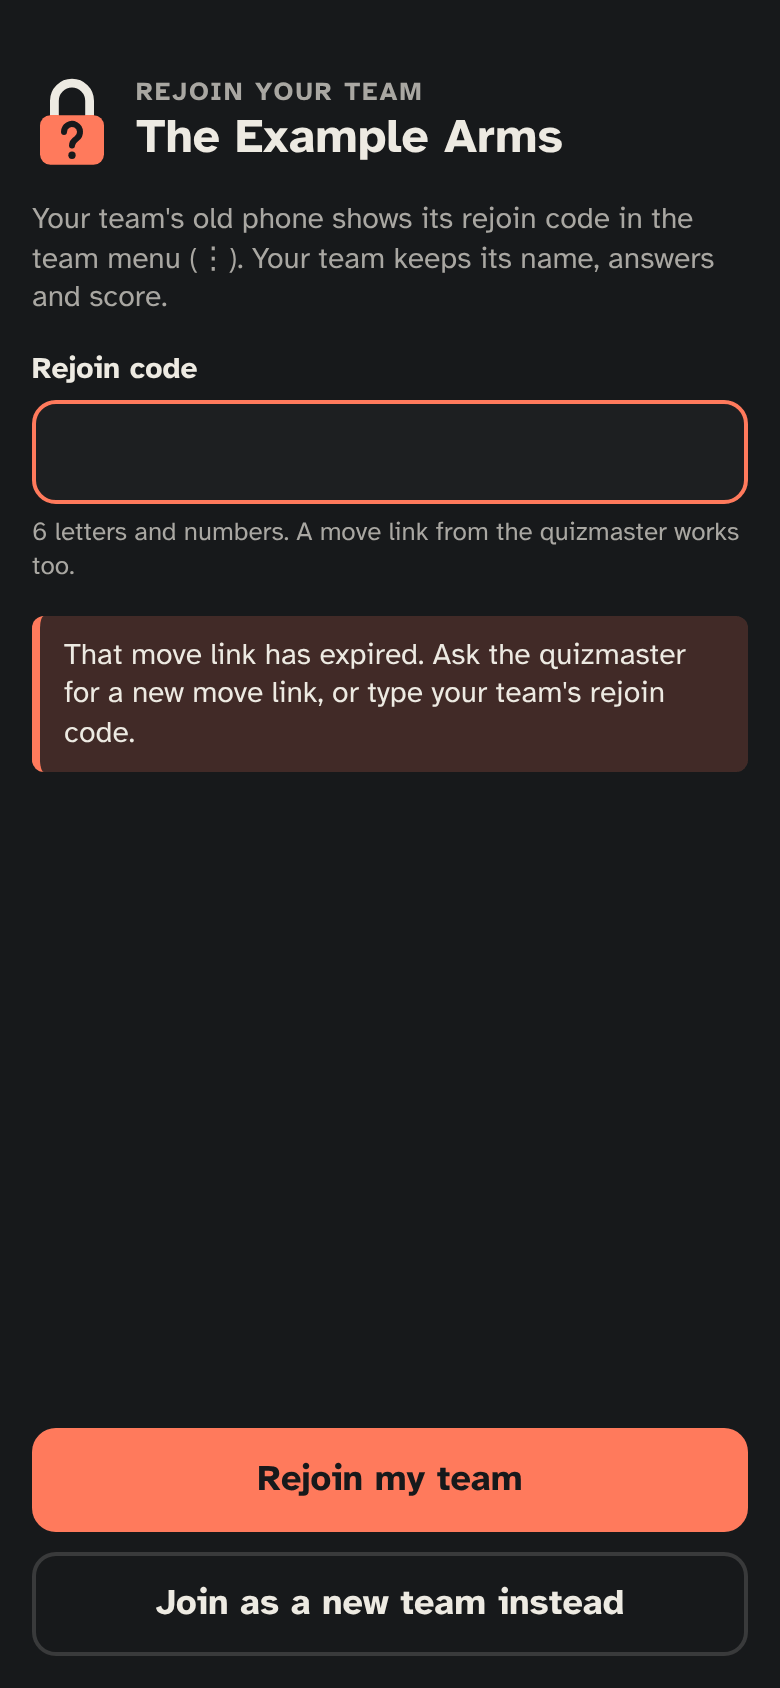 REJOIN YOUR TEAM
The Example Arms
Your team's old phone shows its rejoin code in the
team menu (⋮). Your team keeps its name, answers
and score.
Rejoin code
6 letters and numbers. A move link from the quizmaster works
too.
That move link has expired. Ask the quizmaster
for a new move link, or type your team's rejoin
code.
Rejoin my team
Join as a new team instead